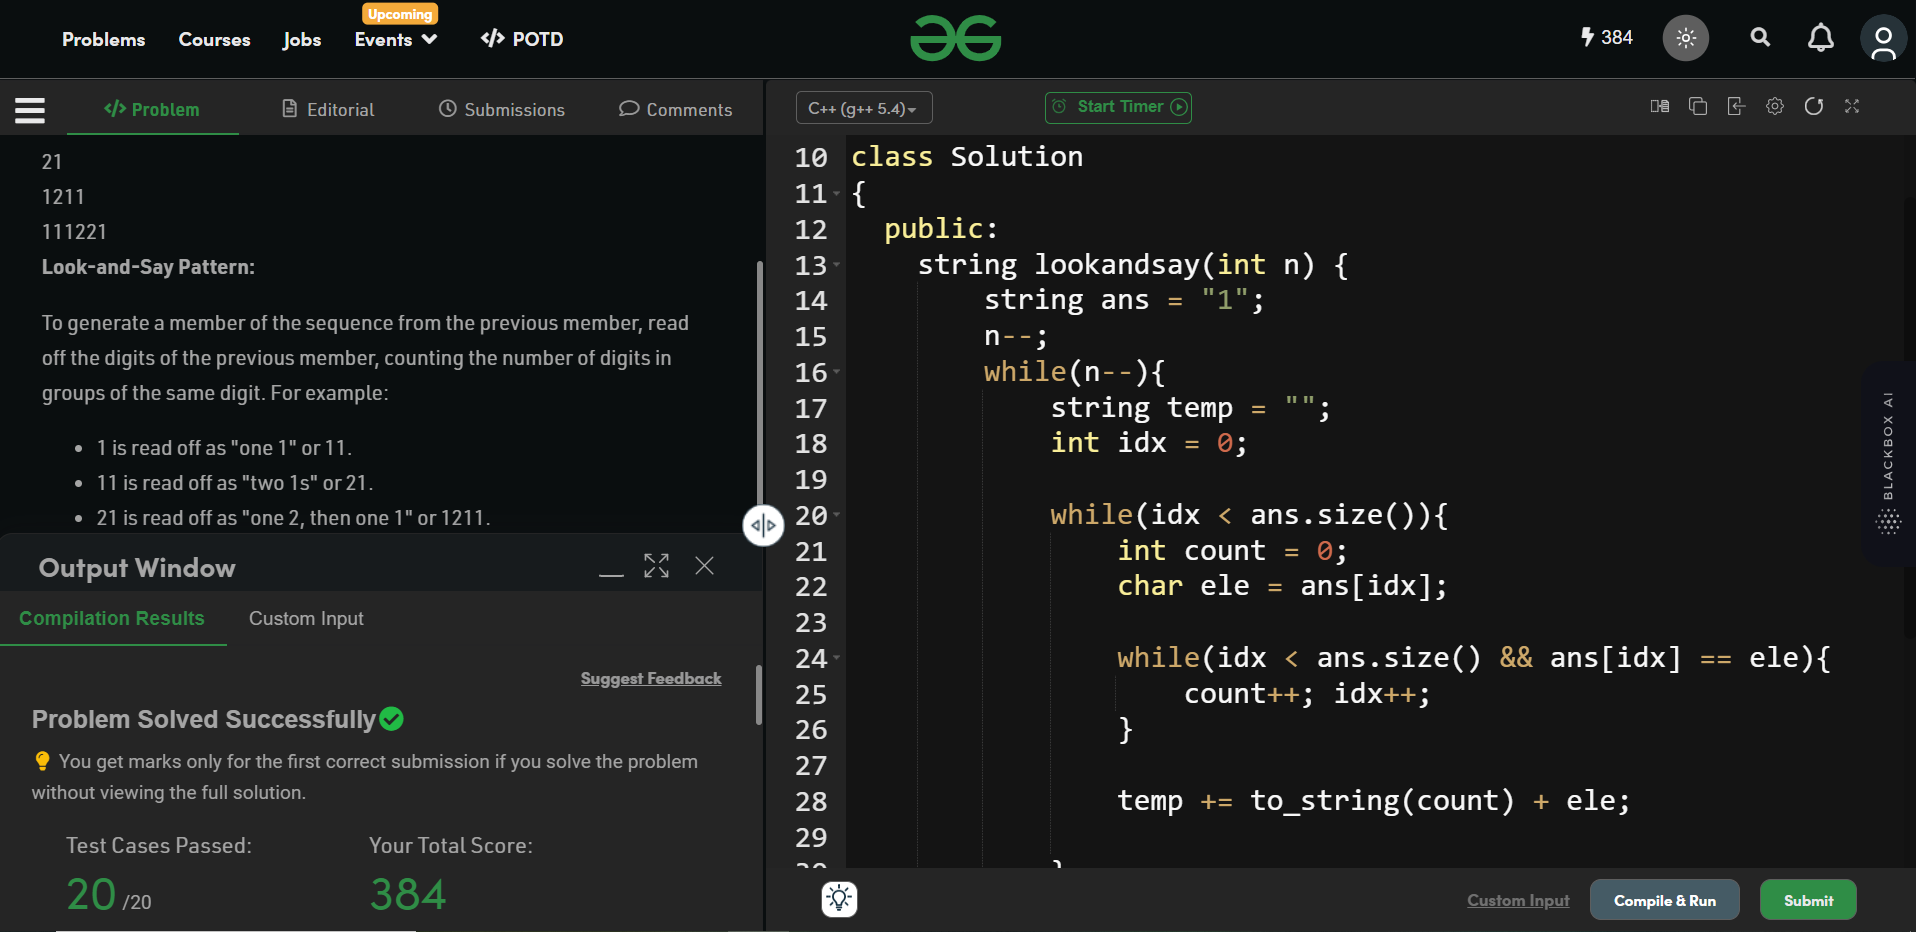 Problems Courses Jobs Upcoming Events POTD
384
Problem Editorial Submissions Comments
21
1211
111221
Look-and-Say Pattern:
To generate a member of the sequence from the previous member, read
off the digits of the previous member, counting the number of digits in
groups of the same digit. For example:
• 1 is read off as "one 1" or 11.
• 11 is read off as "two 1s" or 21.
• 21 is read off as "one 2, then one 1" or 1211.
Output Window
Compilation Results Custom Input
Suggest Feedback
Problem Solved Successfully
You get marks only for the first correct submission if you solve the problem
without viewing the full solution.
Test Cases Passed: Your Total Score:
20 /20 384
C++ (g++ 5.4) Start Timer
10 class Solution
11 {
12 public:
13 string lookandsay(int n) {
14 string ans = "1";
15 n--;
16 while(n--){
17 string temp = "";
18 int idx = 0;
19
20 while(idx < ans.size()){
21 int count = 0;
22 char ele = ans[idx];
23
24 while(idx < ans.size() && ans[idx] == ele){
25 count++; idx++;
26 }
27
28 temp += to_string(count) + ele;
29
30 }
BLACKBOX AI
Custom Input Compile & Run Submit